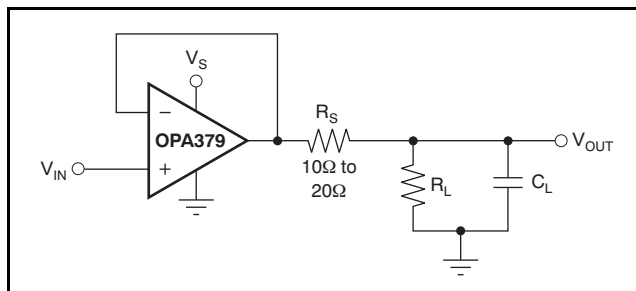 V_S
−
OPA379
+
V_IN
R_S
10Ω to
20Ω
R_L
C_L
V_OUT